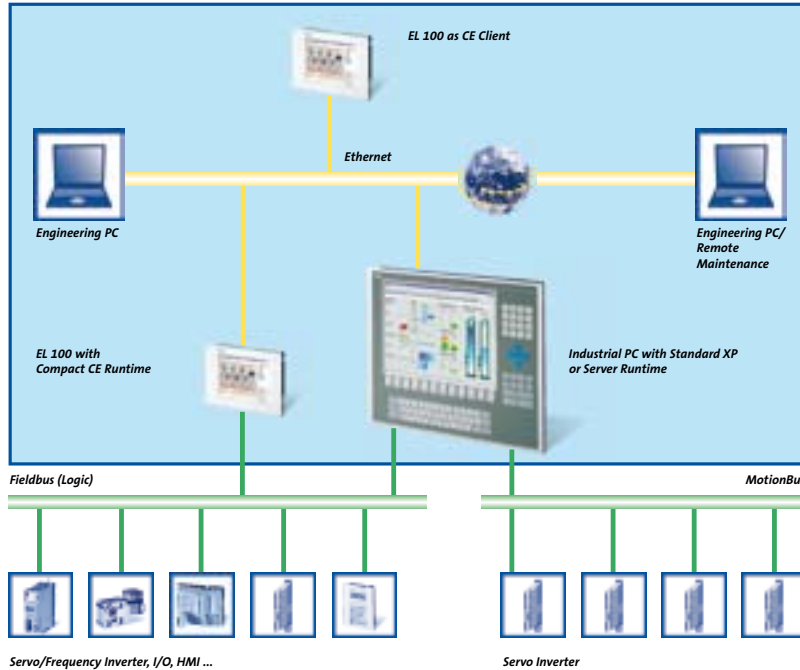 EL 100 as CE Client
Ethernet
Engineering PC
Engineering PC/
Remote
Maintenance
EL 100 with
Compact CE Runtime
Industrial PC with Standard XP
or Server Runtime
Fieldbus (Logic)
MotionBu
Servo/Frequency Inverter, I/O, HMI ...
Servo Inverter